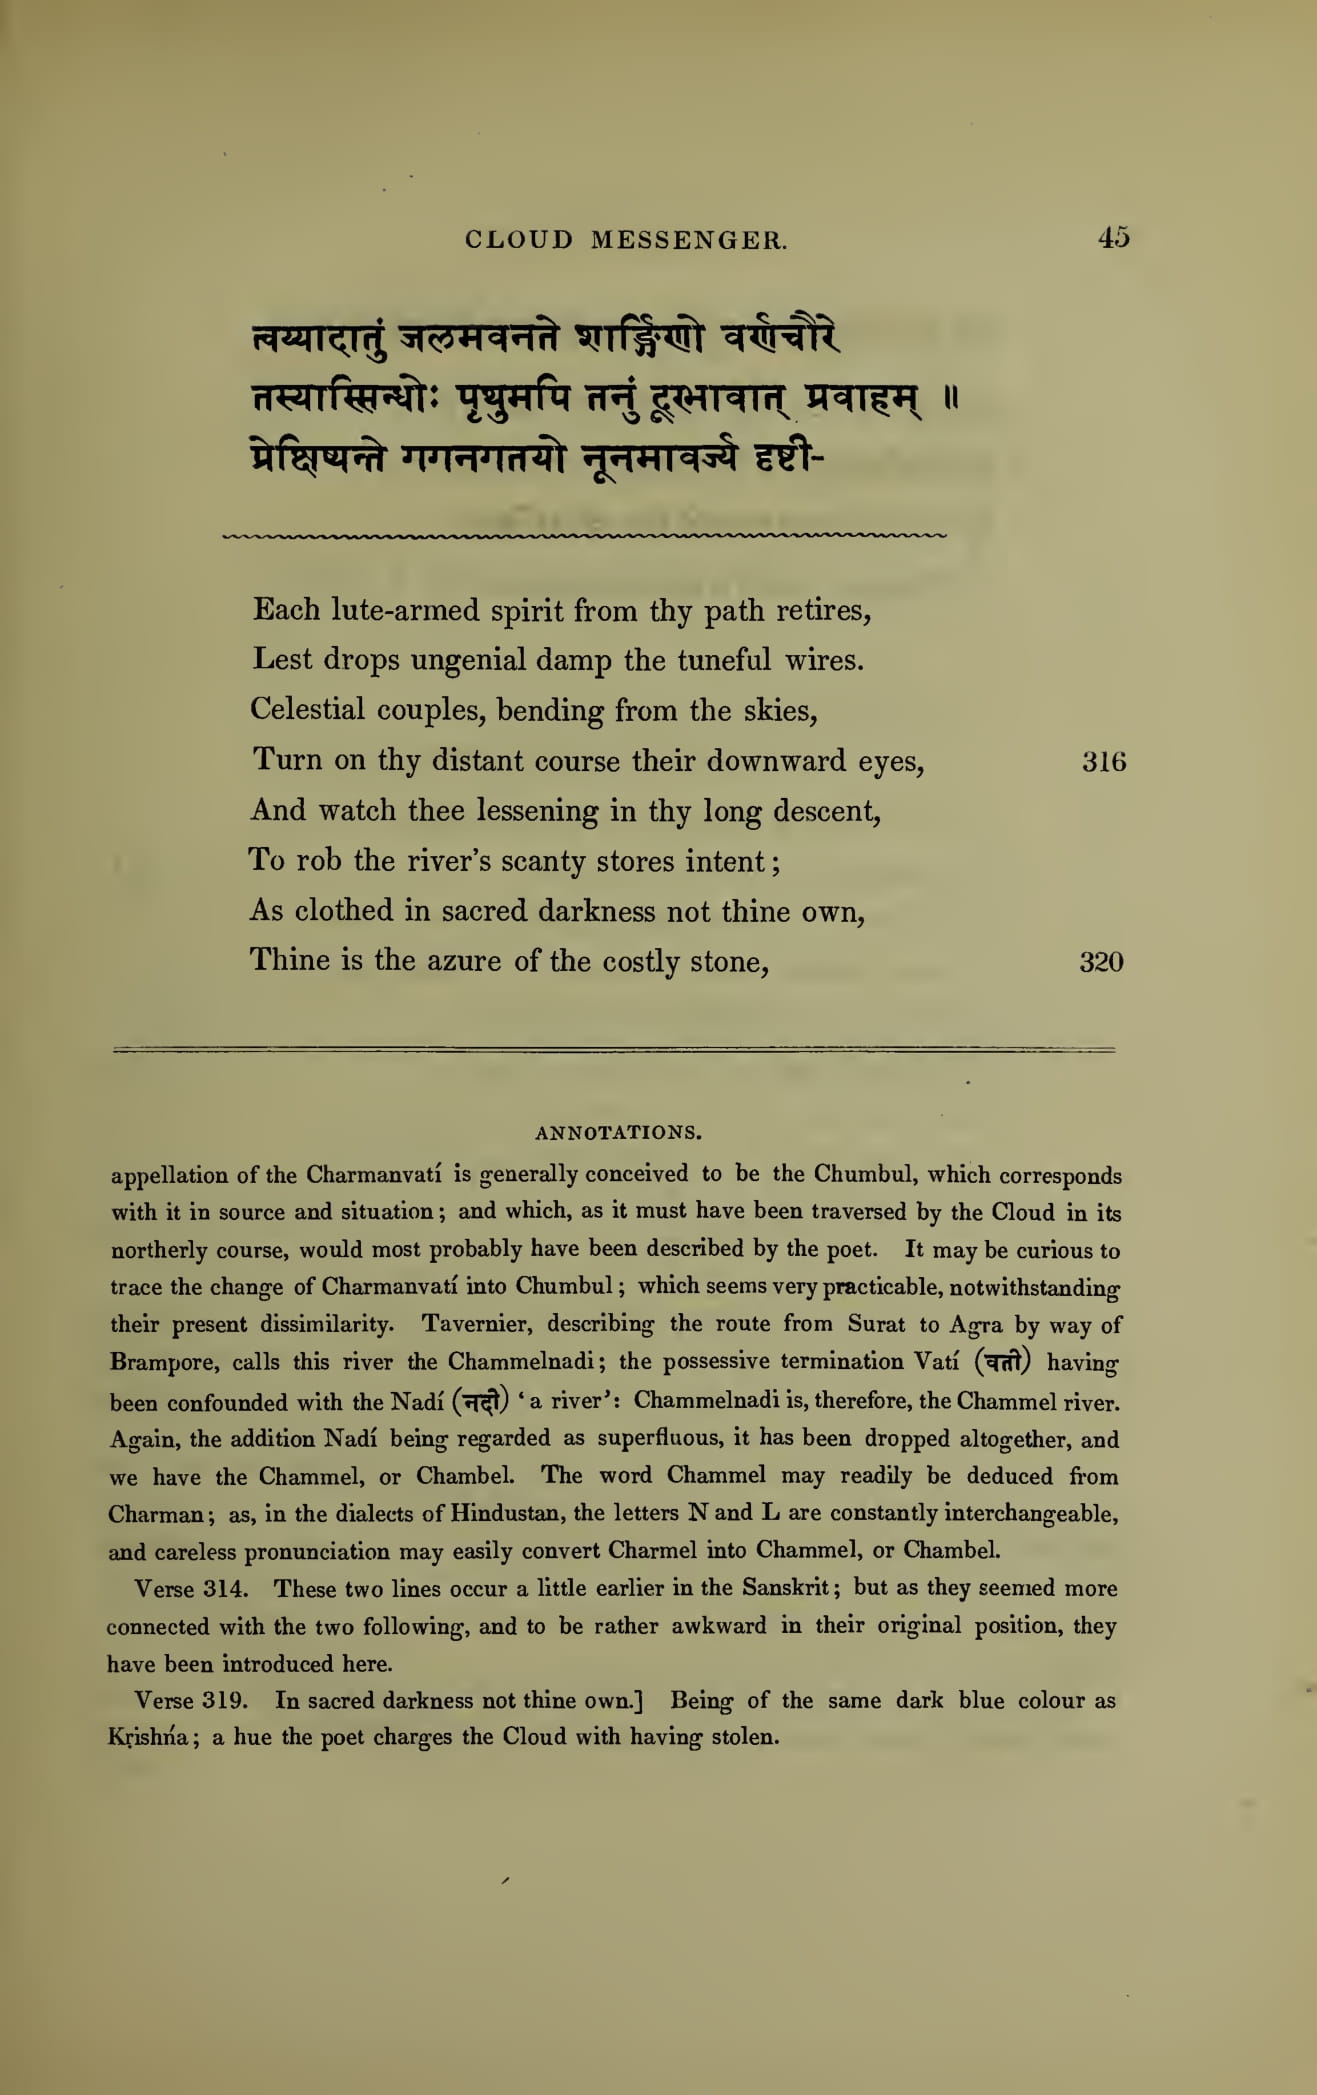 CLOUD MESSENGER. 45
त्वय्यादातुं जलमवनते शार्ङ्गिणो वर्णचौरे
तस्यास्सिन्धोः पृथुमपि तनुं दूरभावात् प्रवाहम् ॥
प्रेक्षिष्यन्ते गगनगतयो नूनमावर्ज्य दृष्टी-
Each lute-armed spirit from thy path retires,
Lest drops ungenial damp the tuneful wires.
Celestial couples, bending from the skies,
Turn on thy distant course their downward eyes, 316
And watch thee lessening in thy long descent,
To rob the river’s scanty stores intent;
As clothed in sacred darkness not thine own,
Thine is the azure of the costly stone, 320
ANNOTATIONS.
appellation of the Charmanvatí is generally conceived to be the Chumbul, which corresponds
with it in source and situation; and which, as it must have been traversed by the Cloud in its
northerly course, would most probably have been described by the poet. It may be curious to
trace the change of Charmanvatí into Chumbul; which seems very practicable, notwithstanding
their present dissimilarity. Tavernier, describing the route from Surat to Agra by way of
Brampore, calls this river the Chammelnadi; the possessive termination Vatí (वती) having
been confounded with the Nadí (नदी) ‘a river’: Chammelnadi is, therefore, the Chammel river.
Again, the addition Nadí being regarded as superfluous, it has been dropped altogether, and
we have the Chammel, or Chambel. The word Chammel may readily be deduced from
Charman; as, in the dialects of Hindustan, the letters N and L are constantly interchangeable,
and careless pronunciation may easily convert Charmel into Chammel, or Chambel.
Verse 314. These two lines occur a little earlier in the Sanskrit; but as they seemed more
connected with the two following, and to be rather awkward in their original position, they
have been introduced here.
Verse 319. In sacred darkness not thine own.] Being of the same dark blue colour as
Kṛishńa; a hue the poet charges the Cloud with having stolen.